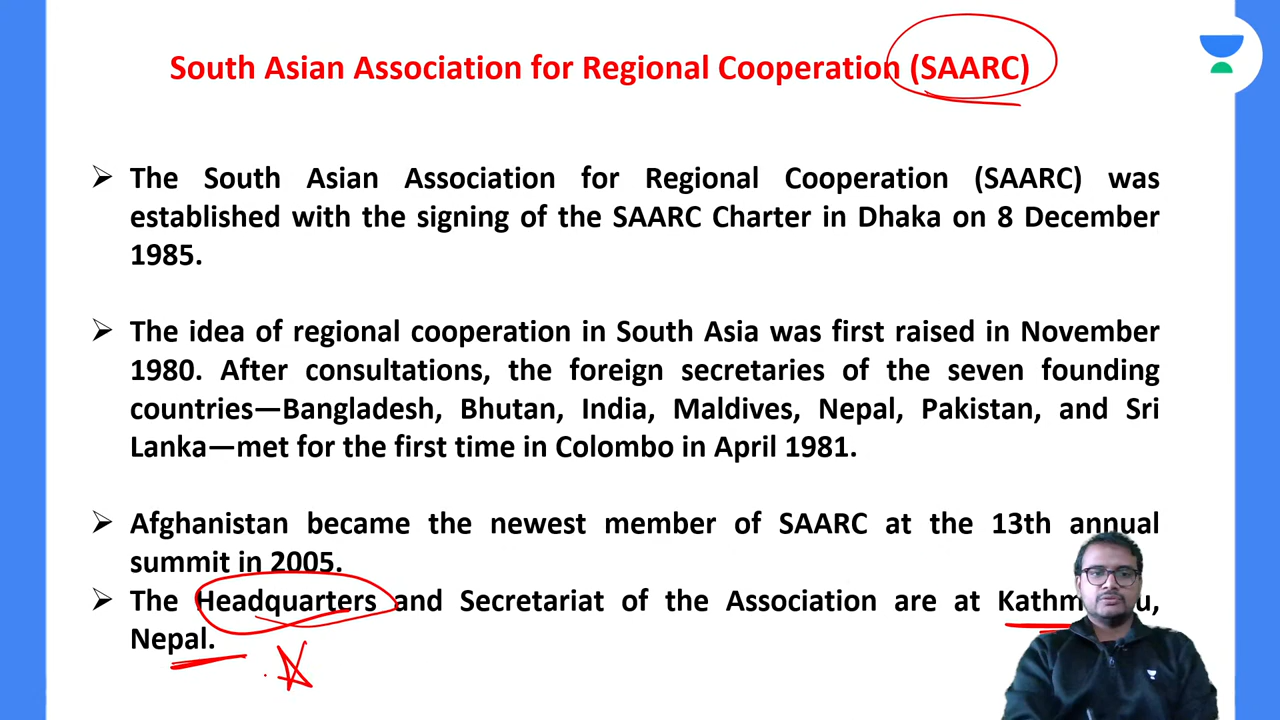 South Asian Association for Regional Cooperation (SAARC)
➢ The South Asian Association for Regional Cooperation (SAARC) was
established with the signing of the SAARC Charter in Dhaka on 8 December
1985.
➢ The idea of regional cooperation in South Asia was first raised in November
1980. After consultations, the foreign secretaries of the seven founding
countries—Bangladesh, Bhutan, India, Maldives, Nepal, Pakistan, and Sri
Lanka—met for the first time in Colombo in April 1981.
➢ Afghanistan became the newest member of SAARC at the 13th annual
summit in 2005.
➢ The Headquarters and Secretariat of the Association are at
Nepal.